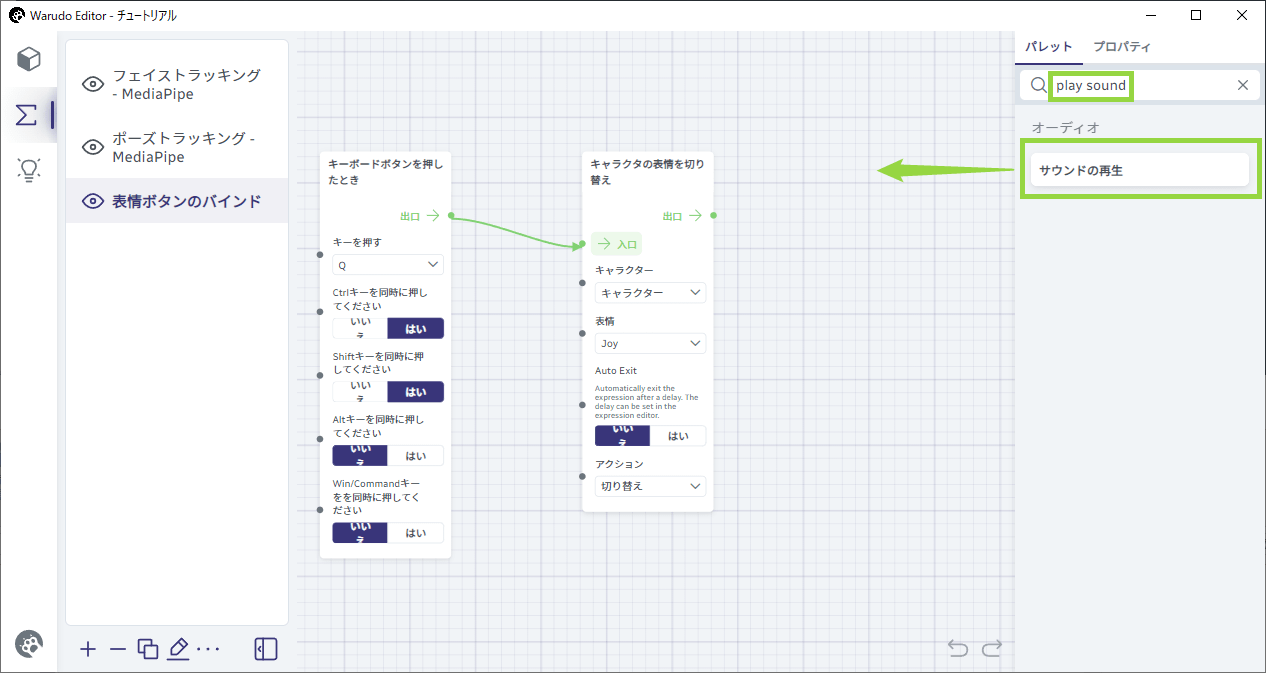 Warudo Editor - チュートリアル
フェイストラッキング
- MediaPipe
ポーズトラッキング -
MediaPipe
表情ボタンのバインド
キーボードボタンを押し
たとき
出口
キーを押す
Q
Ctrlキーを同時に押し
てください
いい
え
はい
Shiftキーを同時に押
してください
いい
え
はい
Altキーを同時に押し
てください
いい
え
はい
Win/Commandキー
をを同時に押してく
ださい
いい
え
はい
キャラクタの表情を切り
替え
出口
入口
キャラクター
キャラクター
表情
Joy
Auto Exit
Automatically exit the
expression after a delay. The
delay can be set in the
expression editor.
いい
え
はい
アクション
切り替え
パレット プロパティ
play sound
オーディオ
サウンドの再生